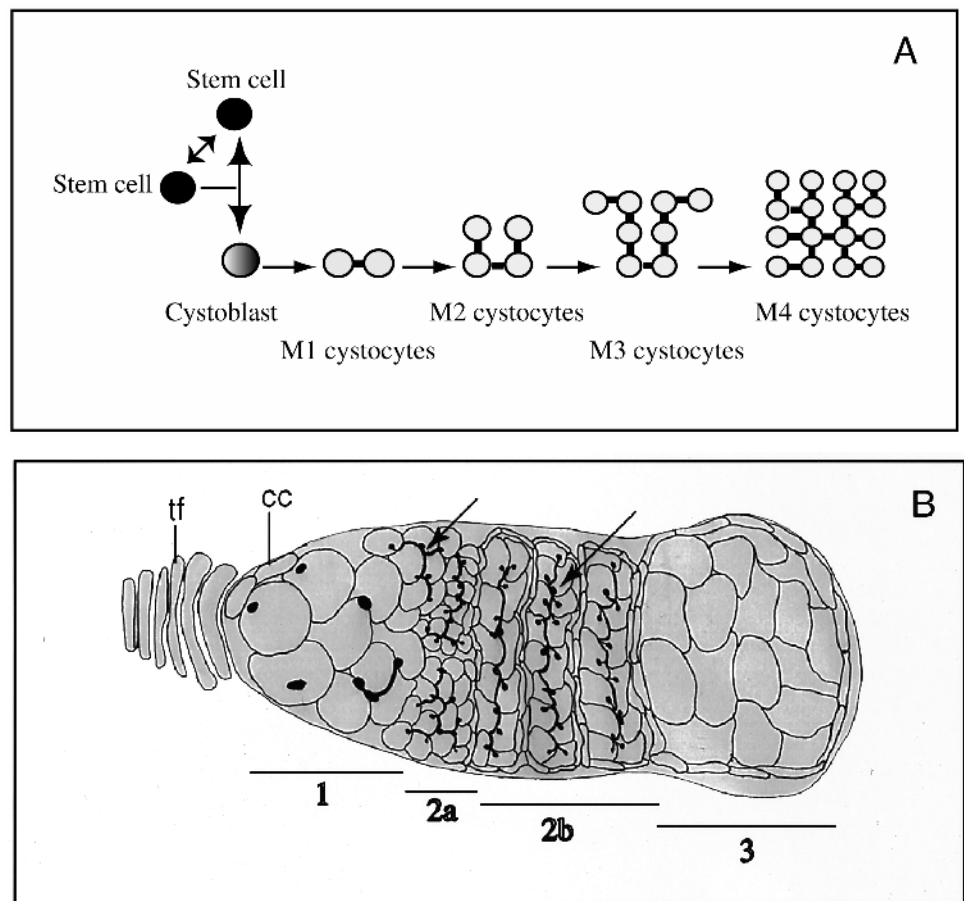 A
Stem cell
Stem cell
Cystoblast
M1 cystocytes
M2 cystocytes
M3 cystocytes
M4 cystocytes
B
tf
cc
1
2a
2b
3